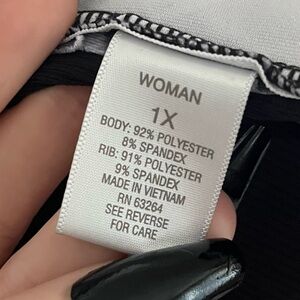 WOMAN
1X
BODY: 92% POLYESTER
8% SPANDEX
RIB: 91% POLYESTER
9% SPANDEX
MADE IN VIETNAM
RN 63264
SEE REVERSE
FOR CARE